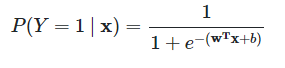 P(Y = 1 | x) = 1 / (1 + e^{-(w^T x + b)})